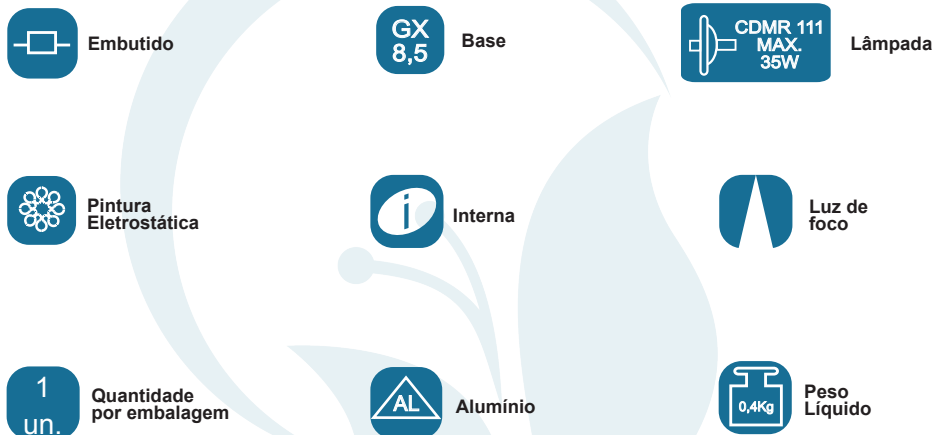 Embutido
GX
8,5
Base
CDMR 111
MAX.
35W
Lâmpada
Pintura
Eletrostática
i
Interna
Luz de
foco
1
un.
Quantidade
por embalagem
AL
Alumínio
0,4Kg
Peso
Líquido